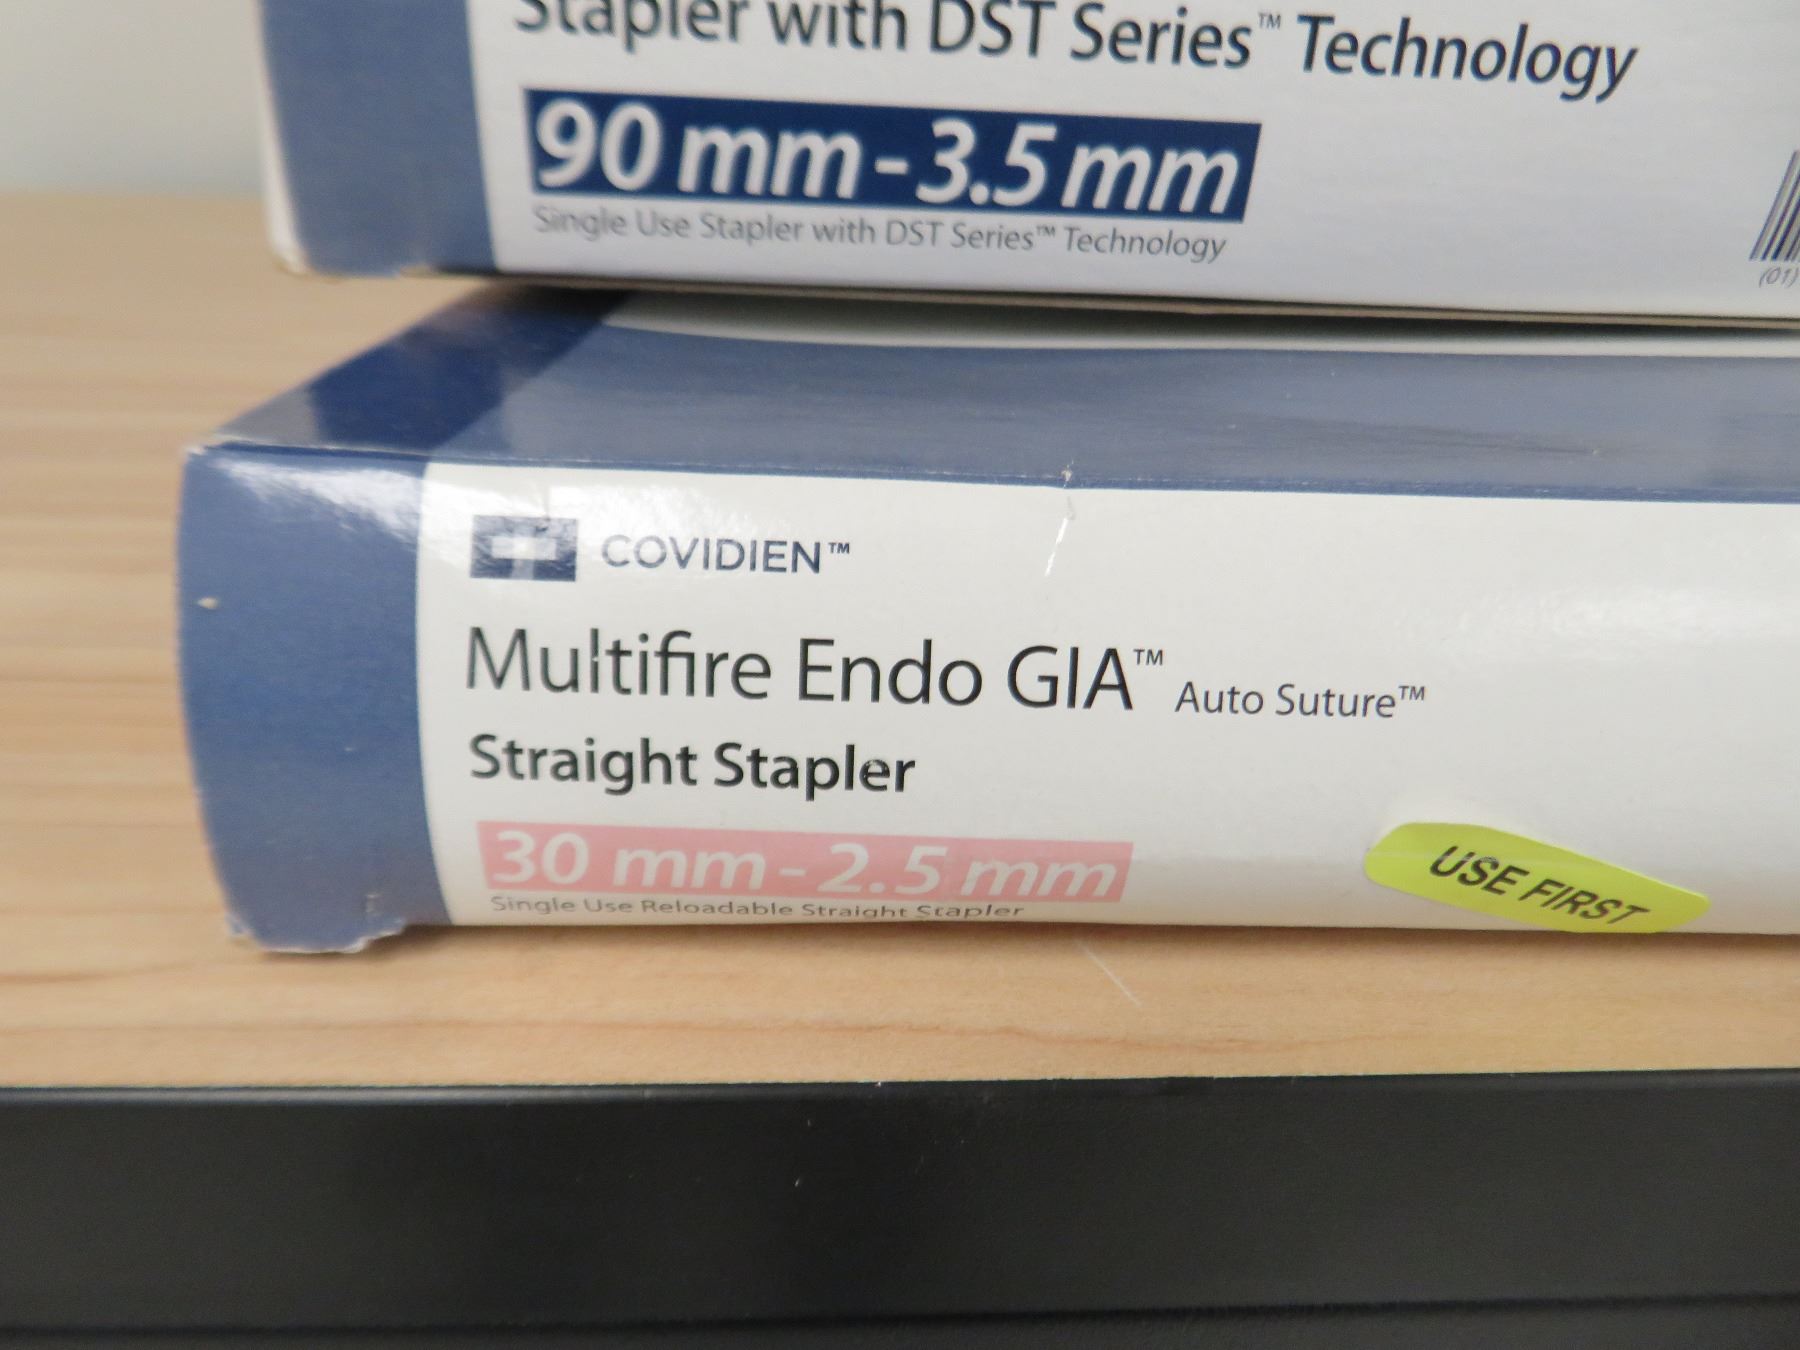 Stapler with DST Series™ Technology
90 mm - 3.5 mm
Single Use Stapler with DST Series™ Technology
(01)
COVIDIEN™
Multifire Endo GIA™ Auto Suture™
Straight Stapler
30 mm - 2.5 mm
Single Use Reloadable Straight Stapler
USE FIRST